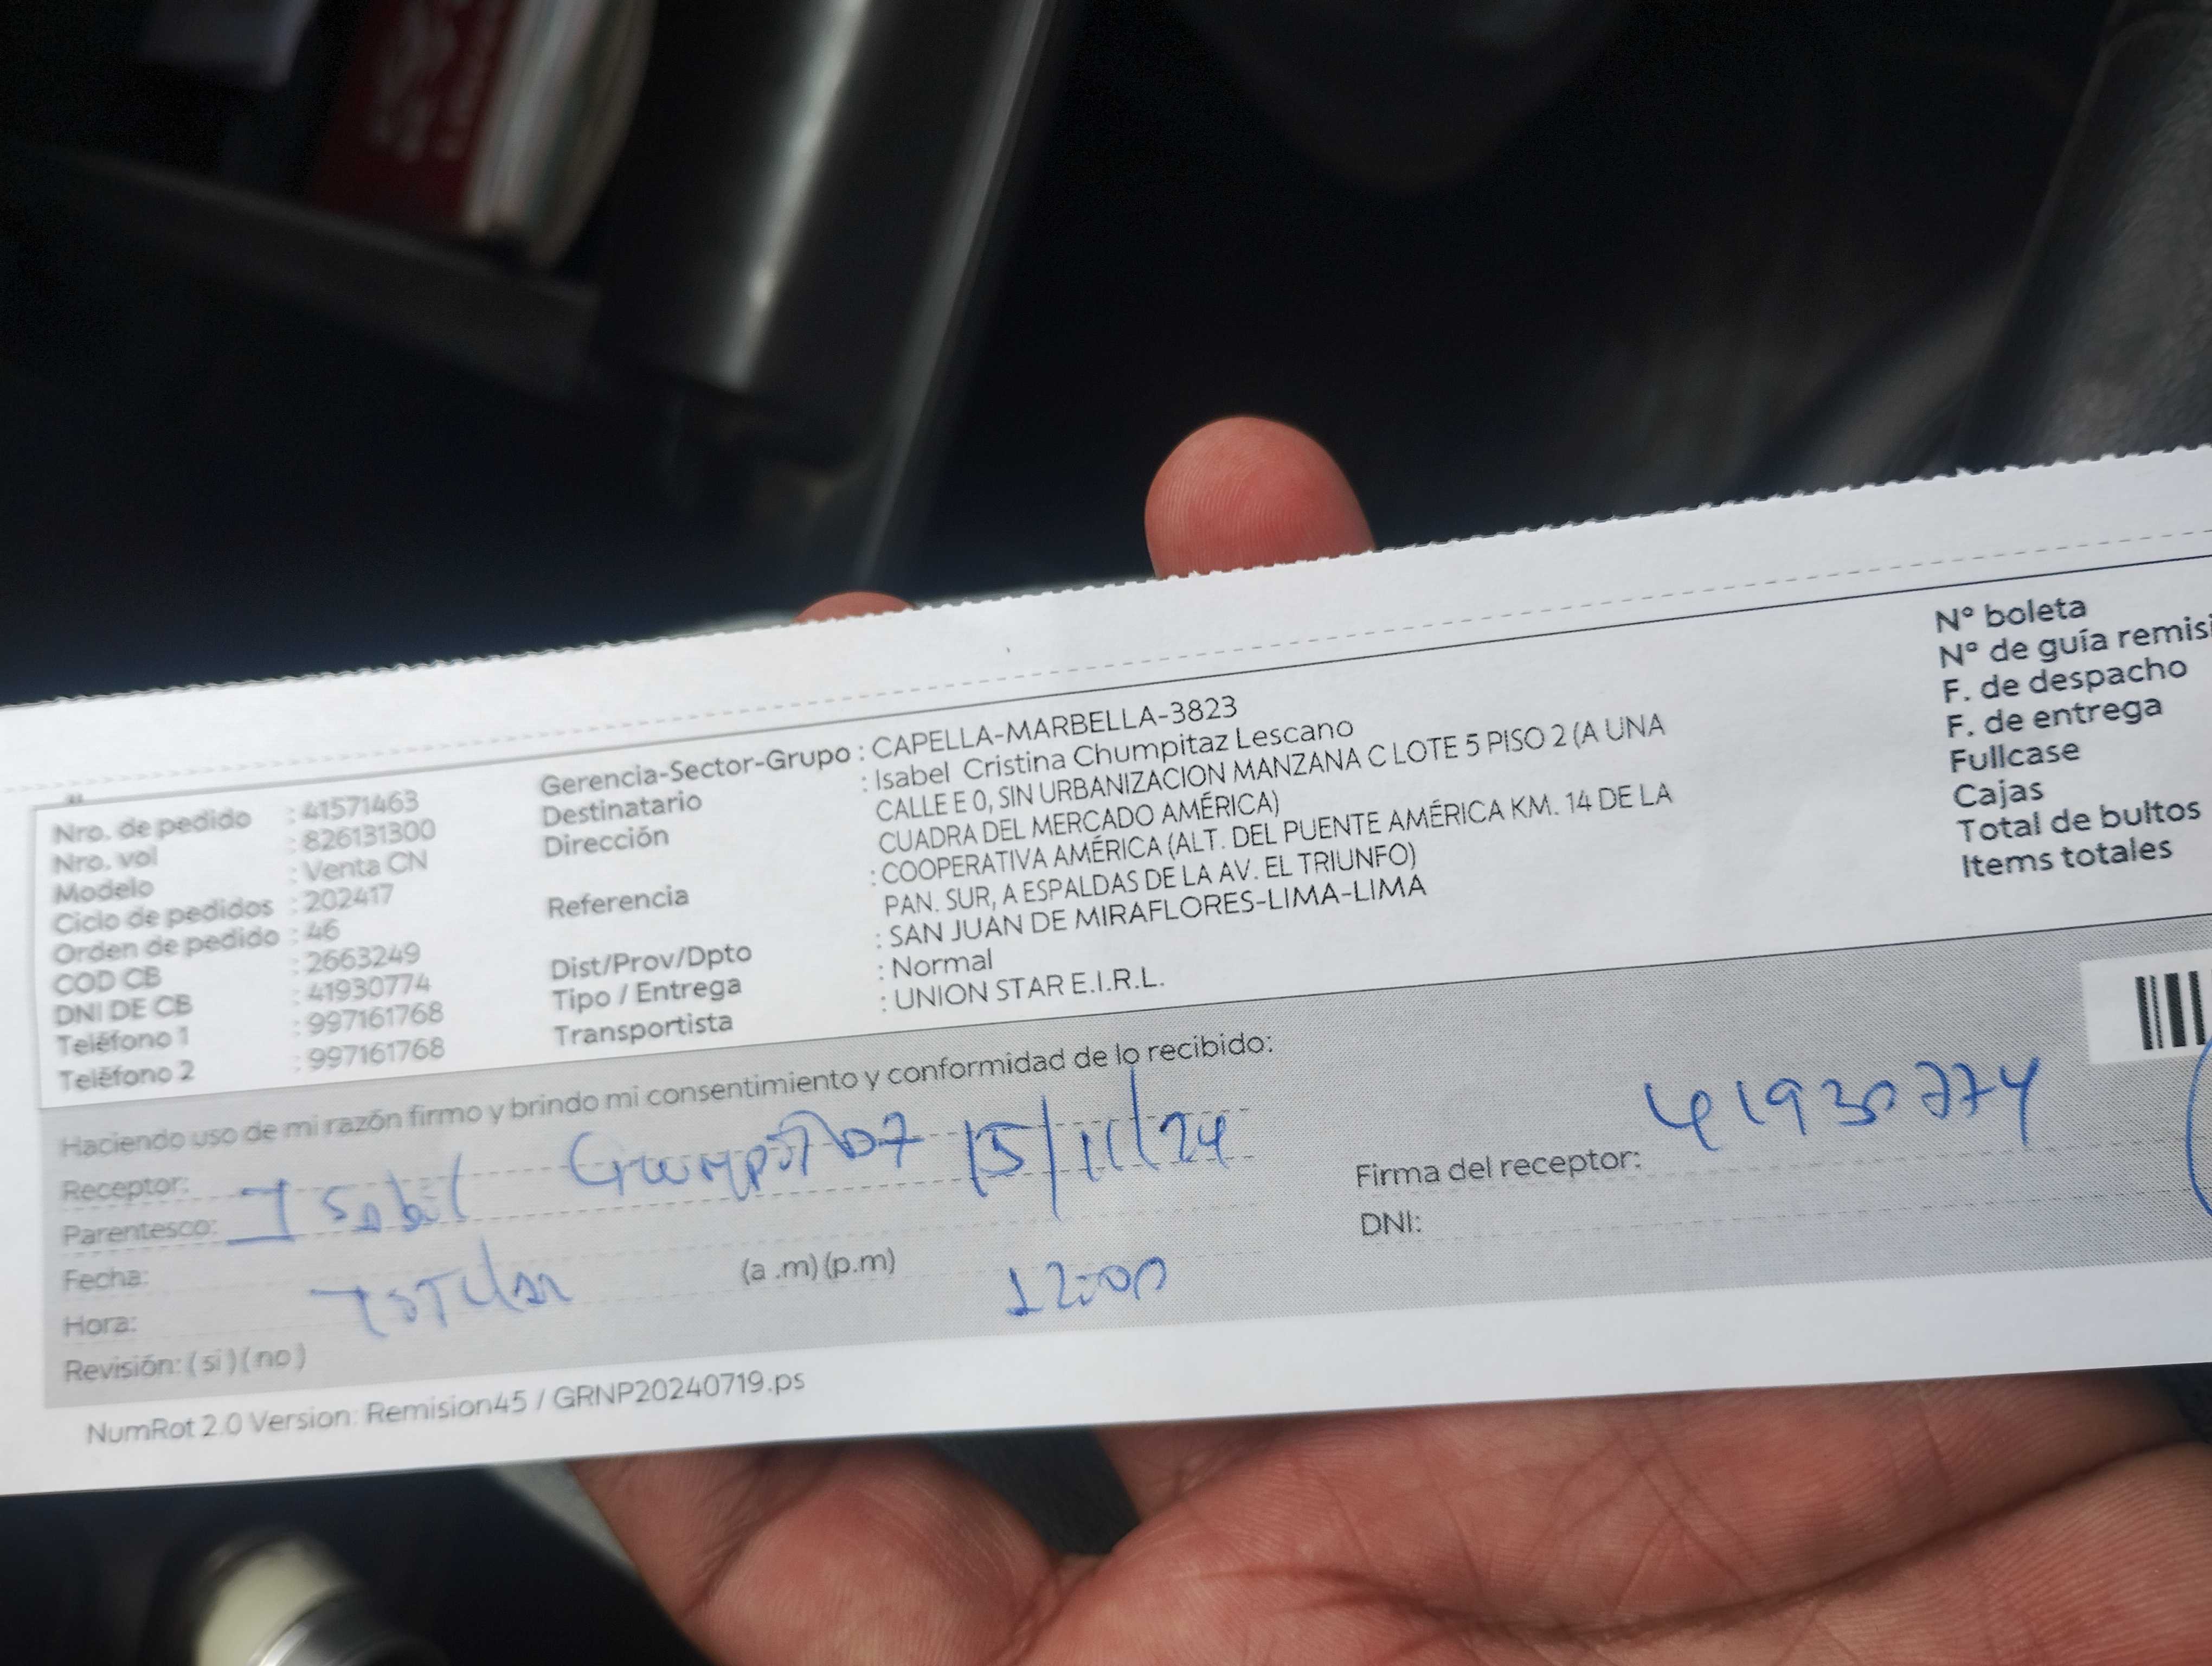 Nro. de pedido : 41571463
Nro. vol : 826131300
Modelo : Venta CN
Ciclo de pedidos : 202417
Orden de pedido : 46
COD CB : 2663249
DNI DE CB : 41930774
Teléfono 1 : 997161768
Teléfono 2 : 997161768
Gerencia-Sector-Grupo : CAPELLA-MARBELLA-3823
Destinatario : Isabel Cristina Chumpitaz Lescano
Dirección CALLE E 0, SIN URBANIZACION MANZANA C LOTE 5 PISO 2 (A UNA
CUADRA DEL MERCADO AMÉRICA)
Referencia : COOPERATIVA AMÉRICA (ALT. DEL PUENTE AMÉRICA KM. 14 DE LA
PAN. SUR, A ESPALDAS DE LA AV. EL TRIUNFO)
Dist/Prov/Dpto : SAN JUAN DE MIRAFLORES-LIMA-LIMA
Tipo / Entrega : Normal
Transportista : UNION STAR E.I.R.L.
Nº boleta
Nº de guía remisi
F. de despacho
F. de entrega
Fullcase
Cajas
Total de bultos
Items totales
Haciendo uso de mi razón firmo y brindo mi consentimiento y conformidad de lo recibido:
Receptor:
Isabel 15/11/24
Parentesco:
Fecha:
(a .m) (p.m)
Hora:
12:00
Revisión: ( si ) ( no )
Firma del receptor: 41930774
DNI:
NumRot 2.0 Version: Remision45 / GRNP20240719.ps